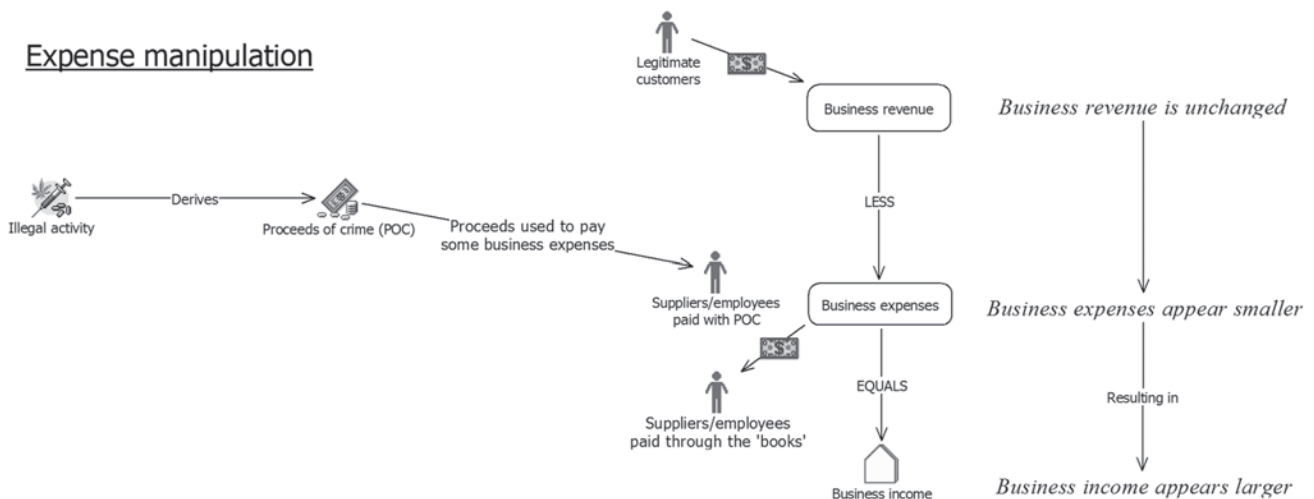 Expense manipulation
Legitimate
customers
$
Business revenue
Business revenue is unchanged
Illegal activity
Derives
Proceeds of crime (POC)
Proceeds used to pay
some business expenses
LESS
Suppliers/employees
paid with POC
Business expenses
Business expenses appear smaller
$
Suppliers/employees
paid through the 'books'
EQUALS
Resulting in
Business income
Business income appears larger